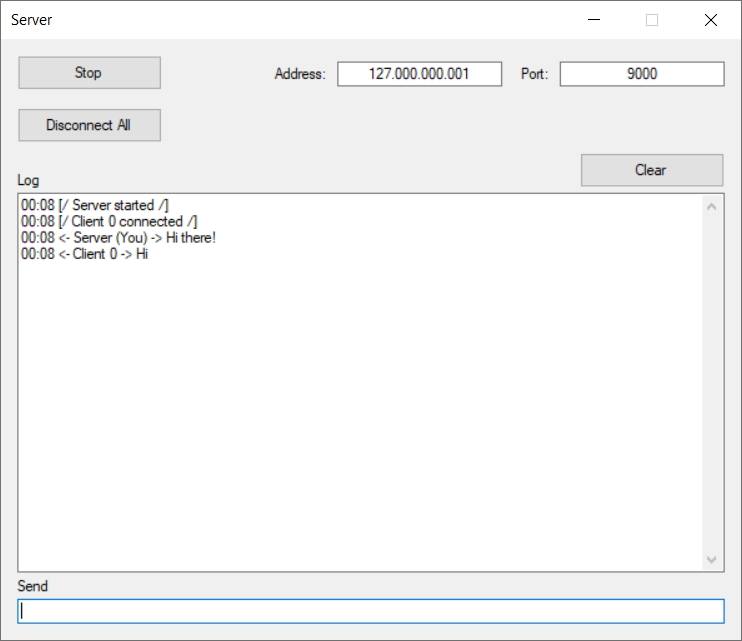 Server
Stop
Address:
127.000.000.001
Port:
9000
Disconnect All
Clear
Log
00:08 [/ Server started /]
00:08 [/ Client 0 connected /]
00:08 <- Server (You) -> Hi there!
00:08 <- Client 0 -> Hi
Send